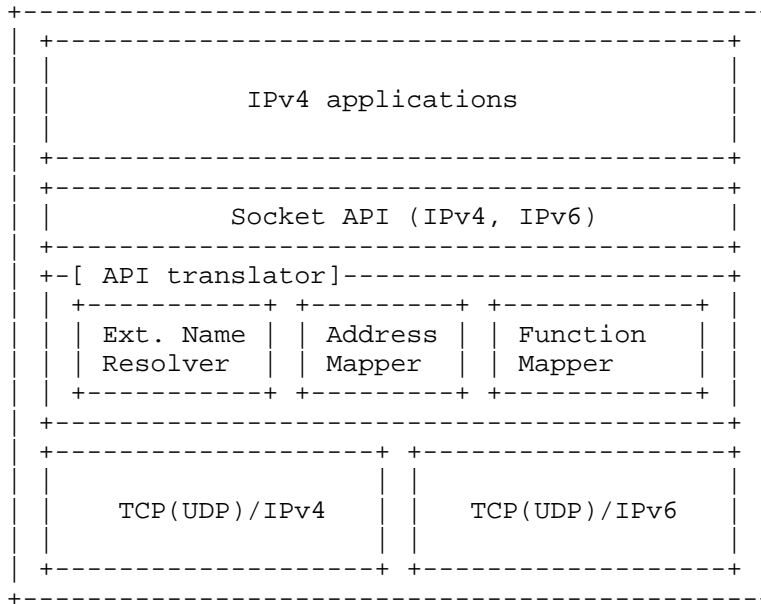 IPv4 applications
Socket API (IPv4, IPv6)
[ API translator]
Ext. Name Address Function
Resolver Mapper Mapper
TCP(UDP)/IPv4 TCP(UDP)/IPv6